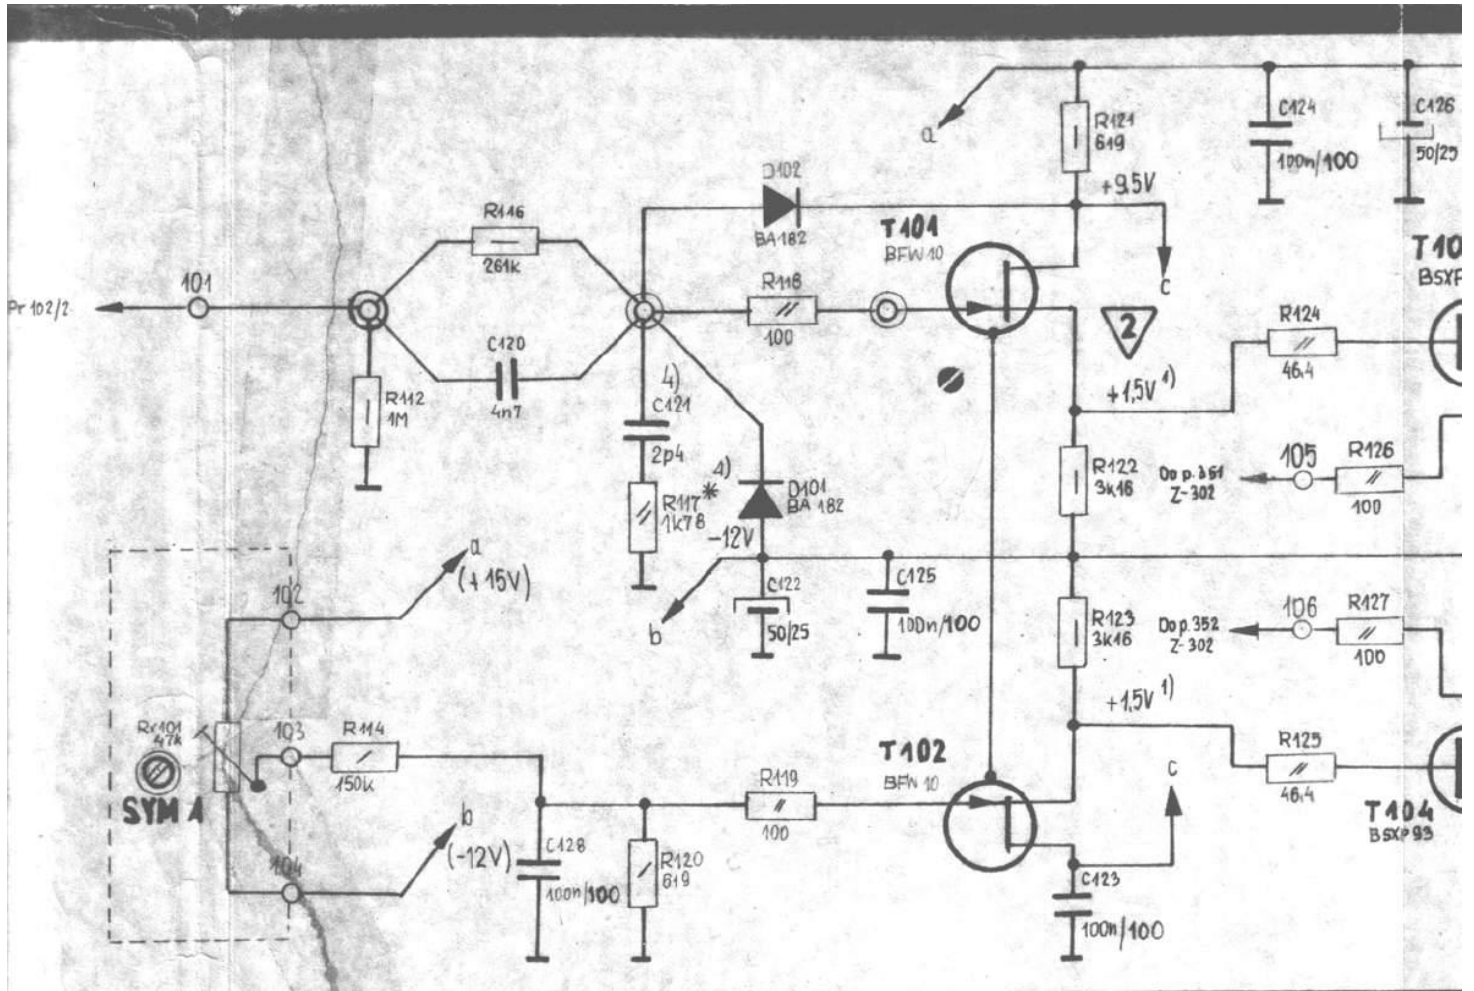 a
R121
619
C124
100n/100
C126
50/25
+9.5V
D102
BA182
T101
BFW10
c
R116
261k
101
Pr 102/2
R118
100
2
R124
46,4
C120
4n7
R112
1M
4)
C121
2p4
4)
*
R117
1k78
D101
BA 182
-12V
+1,5V 1)
R122
3k16
Do p.351
Z-302
105
R126
100
a
(+15V)
102
b
C122
50/25
C125
100n/100
R123
3k16
Do p.352
Z-302
106
R127
100
+1,5V 1)
Rr101
47k
103
R114
150k
SYM 1
104
b
(-12V)
C128
100n/100
R120
619
R119
100
T102
BFW10
c
R125
46,4
T104
BSXP93
C123
100n/100